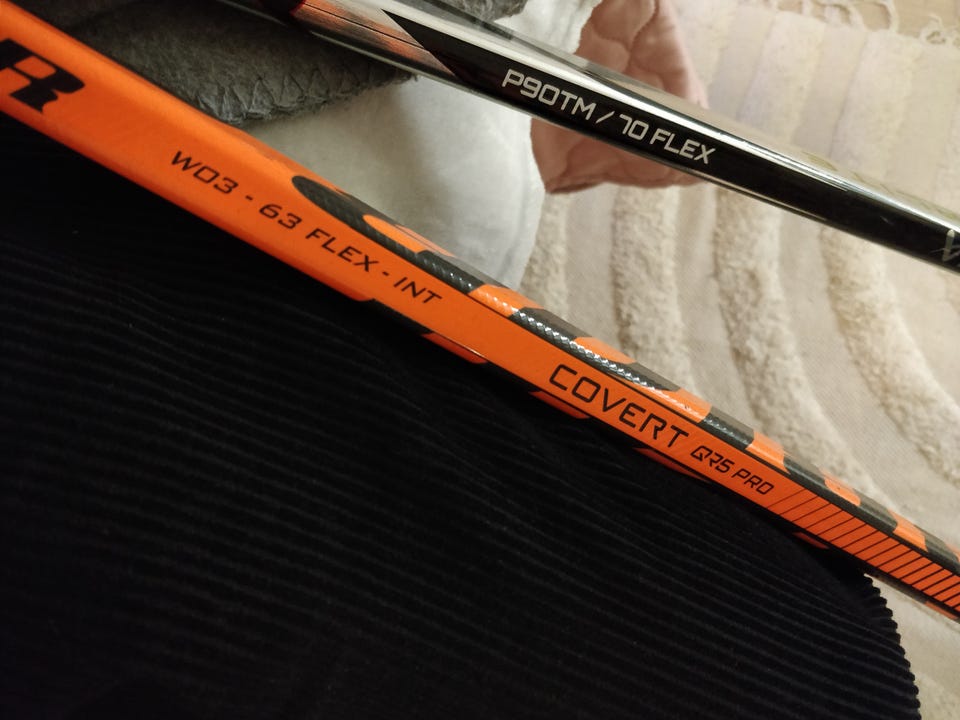 P90TM / 70 FLEX
R
W03 - 63 FLEX - INT
COVERT QR5 PRO